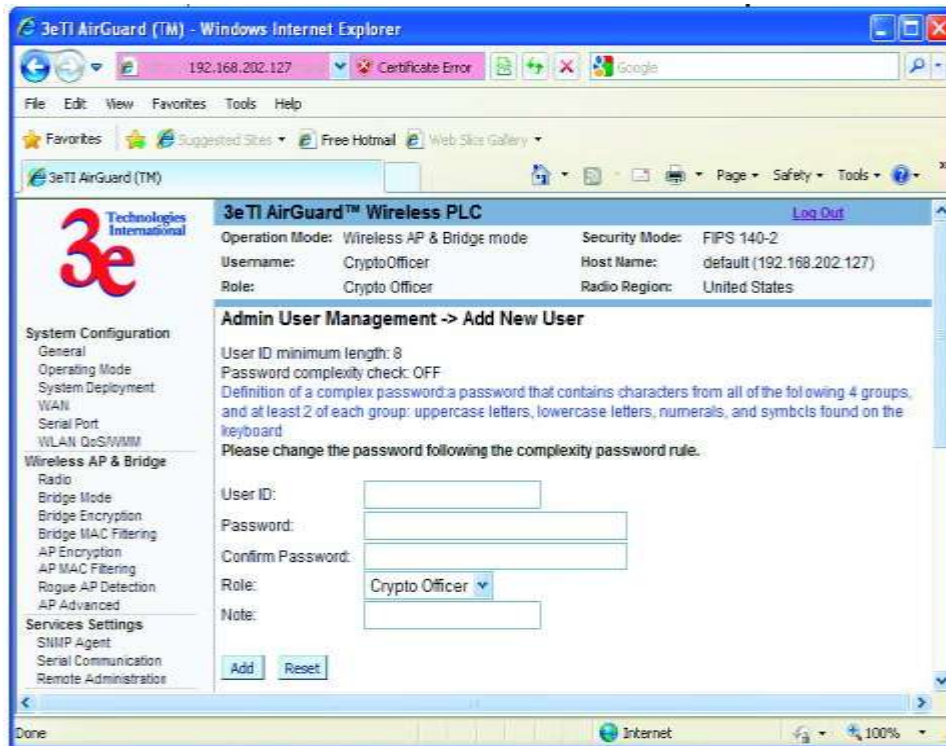 3eTI AirGuard (TM) - Windows Internet Explorer
192.168.202.127 Certificate Error Google
File Edit View Favorites Tools Help
Favorites Suggested Sites Free Hotmail Web Slice Gallery
3eTI AirGuard (TM) Page Safety Tools
3e Technologies International
3eTI AirGuard™ Wireless PLC Log Out
Operation Mode: Wireless AP & Bridge mode Security Mode: FIPS 140-2
Username: CryptoOfficer Host Name: default (192.168.202.127)
Role: Crypto Officer Radio Region: United States
System Configuration
General
Operating Mode
System Deployment
WAN
Serial Port
WLAN QoS/WMM
Wireless AP & Bridge
Radio
Bridge Mode
Bridge Encryption
Bridge MAC Filtering
AP Encryption
AP MAC Filtering
Rogue AP Detection
AP Advanced
Services Settings
SNMP Agent
Serial Communication
Remote Administration
Admin User Management -> Add New User
User ID minimum length: 8
Password complexity check: OFF
Definition of a complex password:a password that contains characters from all of the following 4 groups,
and at least 2 of each group: uppercase letters, lowercase letters, numerals, and symbols found on the
keyboard
Please change the password following the complexity password rule.
User ID:
Password:
Confirm Password:
Role: Crypto Officer
Note:
Add Reset
Done Internet 100%